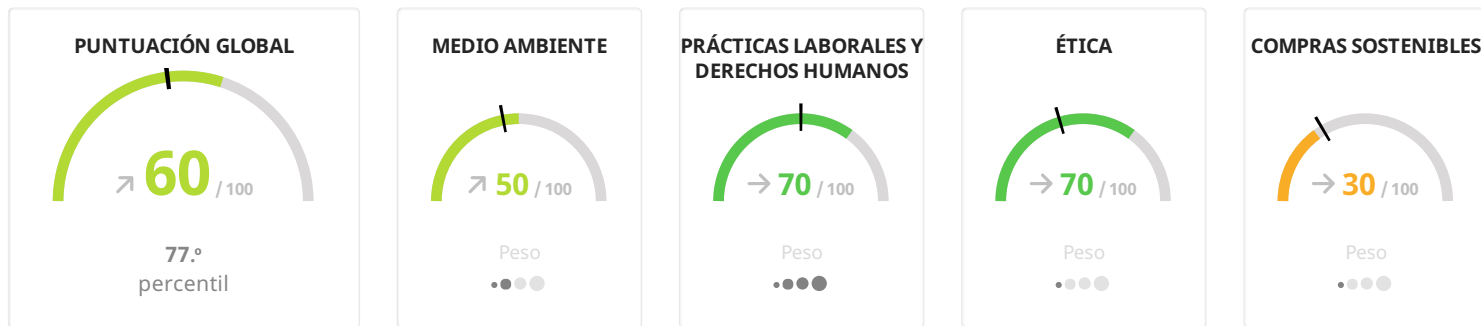 PUNTUACIÓN GLOBAL
60 / 100
77.º
percentil
MEDIO AMBIENTE
50 / 100
Peso
PRÁCTICAS LABORALES Y
DERECHOS HUMANOS
70 / 100
Peso
ÉTICA
70 / 100
Peso
COMPRAS SOSTENIBLES
30 / 100
Peso